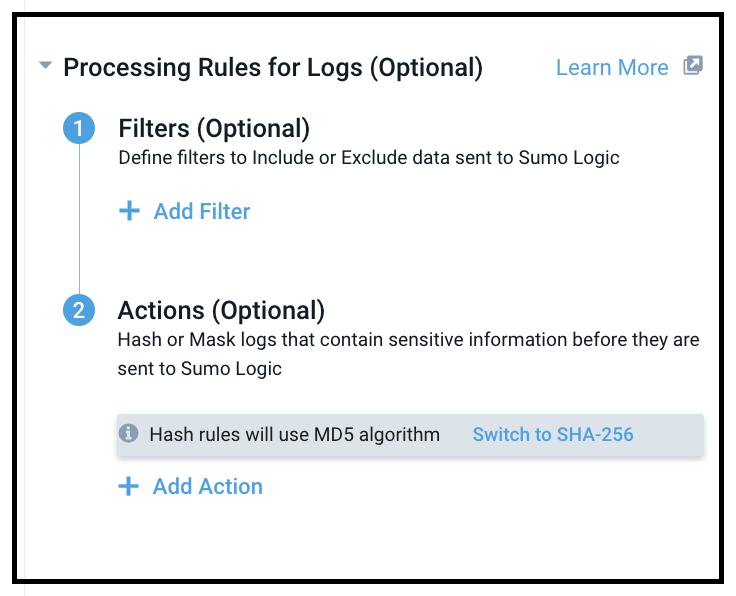 Processing Rules for Logs (Optional)
Learn More
1
Filters (Optional)
Define filters to Include or Exclude data sent to Sumo Logic
+ Add Filter
2
Actions (Optional)
Hash or Mask logs that contain sensitive information before they are
sent to Sumo Logic
Hash rules will use MD5 algorithm
Switch to SHA-256
+ Add Action